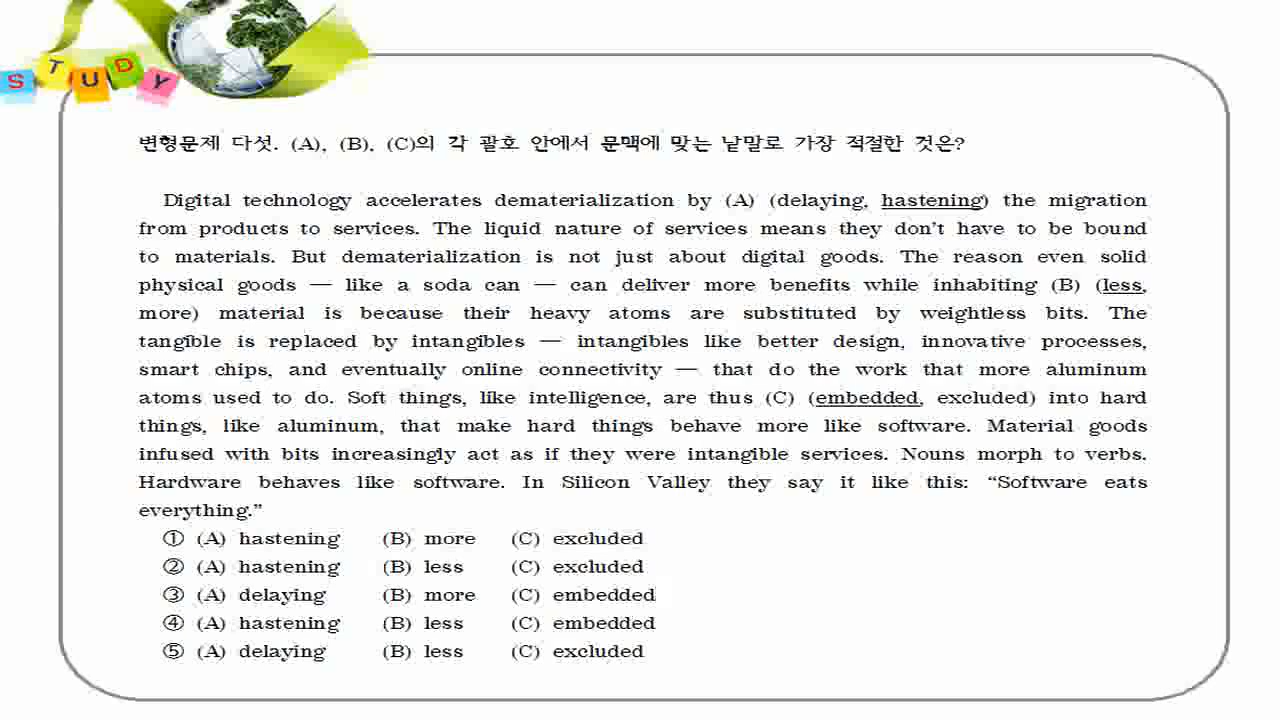 STUDY
변형문제 다섯. (A), (B), (C)의 각 괄호 안에서 문맥에 맞는 낱말로 가장 적절한 것은?
Digital technology accelerates dematerialization by (A) (delaying, hastening) the migration
from products to services. The liquid nature of services means they don't have to be bound
to materials. But dematerialization is not just about digital goods. The reason even solid
physical goods — like a soda can — can deliver more benefits while inhabiting (B) (less,
more) material is because their heavy atoms are substituted by weightless bits. The
tangible is replaced by intangibles — intangibles like better design, innovative processes,
smart chips, and eventually online connectivity — that do the work that more aluminum
atoms used to do. Soft things, like intelligence, are thus (C) (embedded, excluded) into hard
things, like aluminum, that make hard things behave more like software. Material goods
infused with bits increasingly act as if they were intangible services. Nouns morph to verbs.
Hardware behaves like software. In Silicon Valley they say it like this: “Software eats
everything.”
① (A) hastening (B) more (C) excluded
② (A) hastening (B) less (C) excluded
③ (A) delaying (B) more (C) embedded
④ (A) hastening (B) less (C) embedded
⑤ (A) delaying (B) less (C) excluded